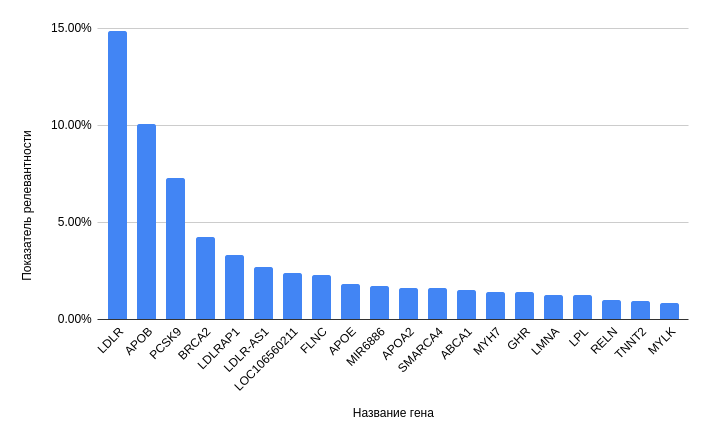 15.00%
10.00%
5.00%
0.00%
Показатель релевантности
LDLR
APOB
PCSK9
BRCA2
LDLRAP1
LDLR-AS1
LOC106560211
FLNC
APOE
MIR6886
APOA2
SMARCA4
ABCA1
MYH7
GHR
LMNA
LPL
RELN
TNNT2
MYLK
Название гена